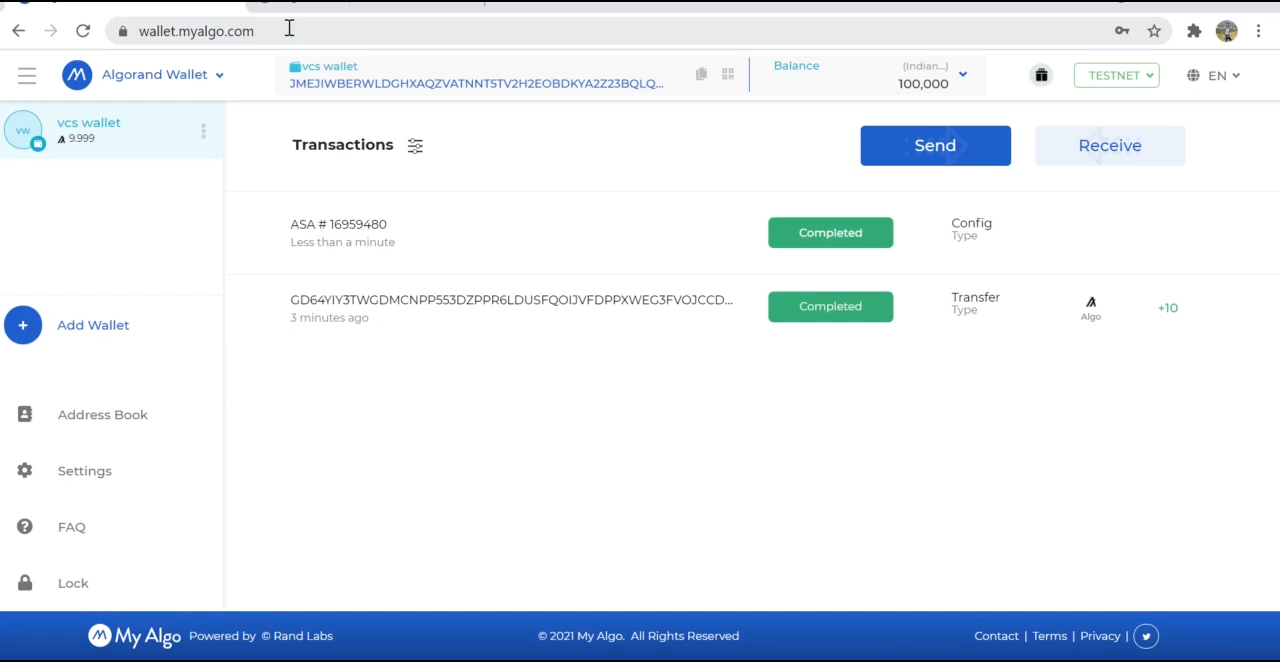 wallet.myalgo.com
Algorand Wallet
vcs wallet
JMEJIWBERWLDGHXAQZVATNNT5TV2H2EOBDKYA2ZZ3BQLQ...
Balance
(Indian...)
100,000
TESTNET
EN
VW
vcs wallet
9.999
Transactions
Send
Receive
ASA # 16959480
Less than a minute
Completed
Config
Type
GD64YIY3TWGDMCNPP553DZPPR6LDUSFQOIJVFDPPXWEG3FVOJCCD...
3 minutes ago
Completed
Transfer
Type
Algo
+10
Add Wallet
Address Book
Settings
FAQ
Lock
My Algo Powered by © Rand Labs
© 2021 My Algo. All Rights Reserved
Contact | Terms | Privacy |